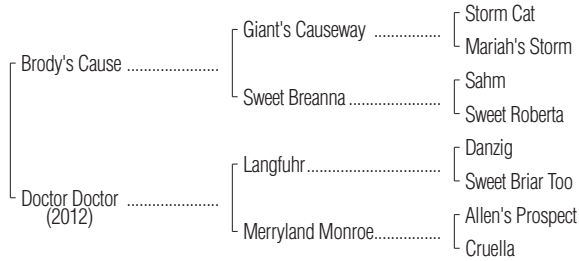 Storm Cat
Giant's Causeway ..................
Mariah's Storm
Brody's Cause .....................
Sahm
Sweet Breanna .....................
Sweet Roberta
Danzig
Langfuhr...........................
Sweet Briar Too
Doctor Doctor .....................
(2012)
Allen's Prospect
Merryland Monroe...............
Cruella